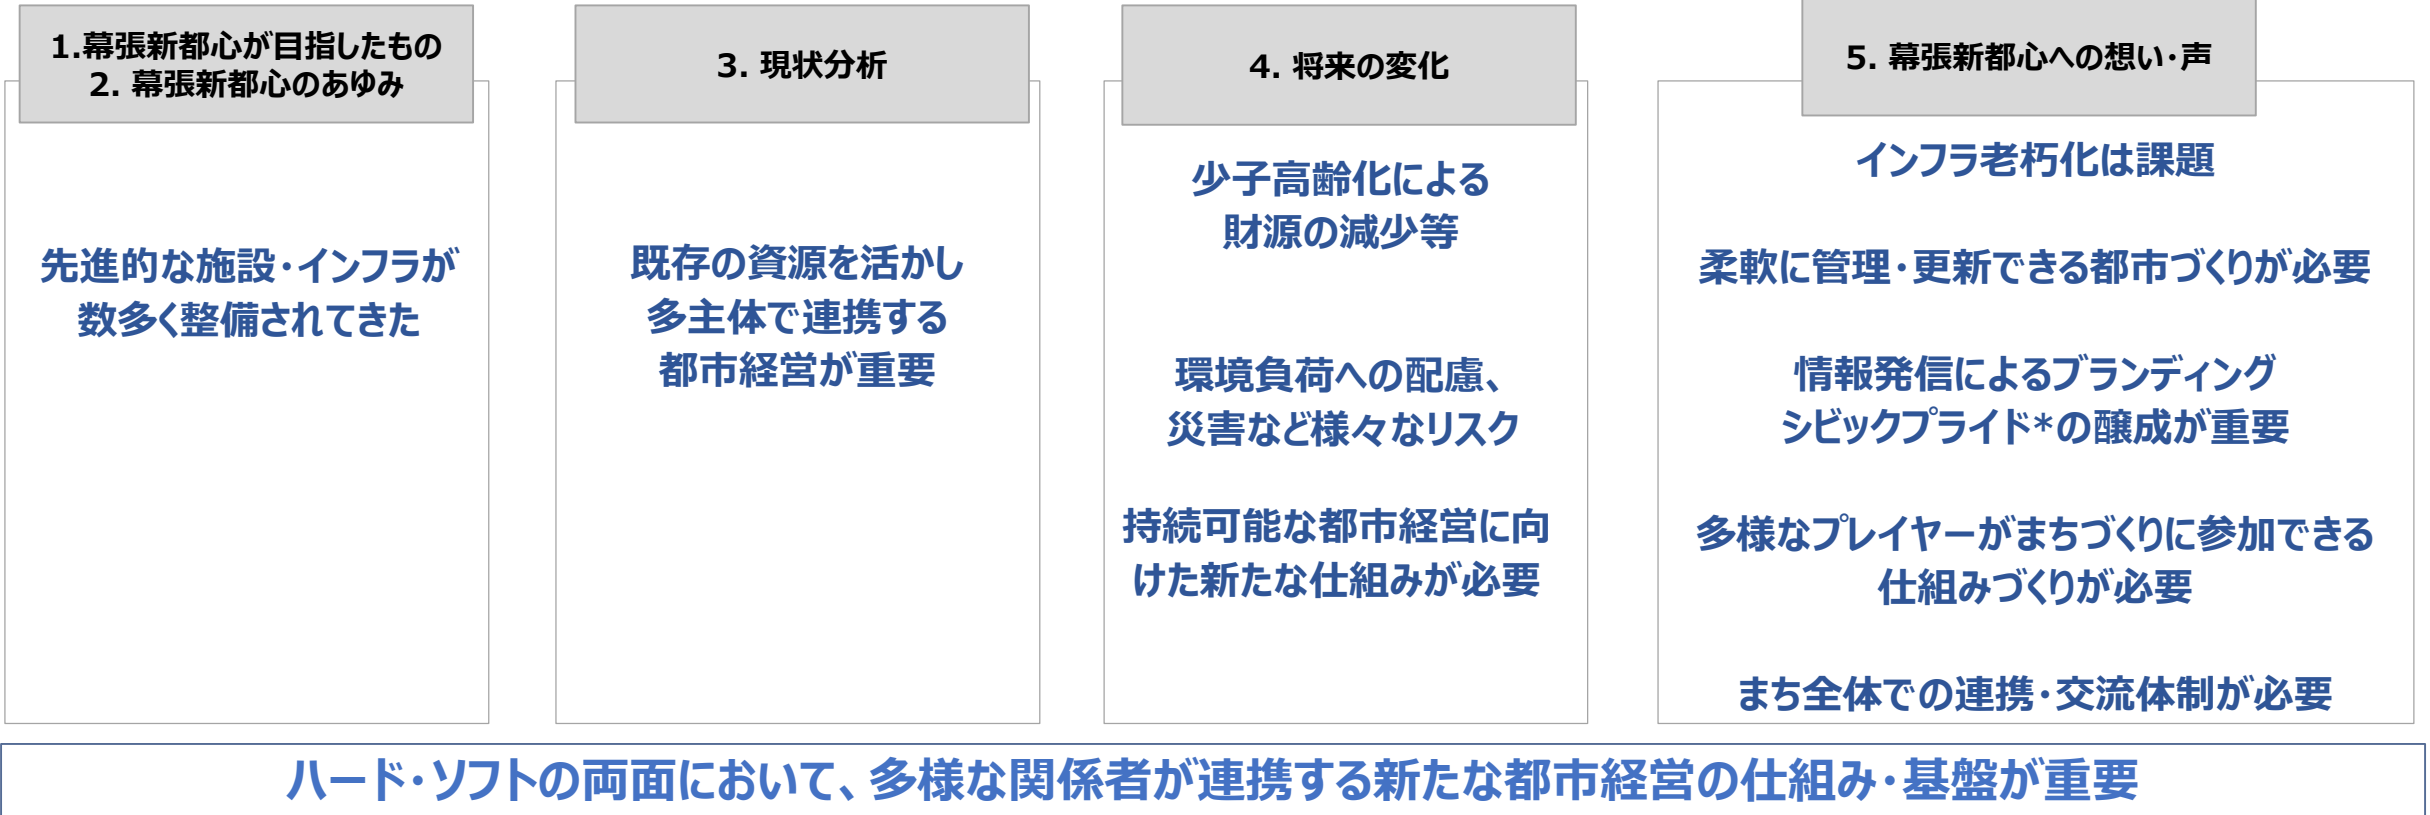 1.幕張新都心が目指したもの
2. 幕張新都心のあゆみ
先進的な施設・インフラが
数多く整備されてきた
3. 現状分析
既存の資源を活かし
多主体で連携する
都市経営が重要
4. 将来の変化
少子高齢化による
財源の減少等
環境負荷への配慮、
災害など様々なリスク
持続可能な都市経営に向
けた新たな仕組みが必要
5. 幕張新都心への想い・声
インフラ老朽化は課題
柔軟に管理・更新できる都市づくりが必要
情報発信によるブランディング
シビックプライド*の醸成が重要
多様なプレイヤーがまちづくりに参加できる
仕組みづくりが必要
まち全体での連携・交流体制が必要
ハード・ソフトの両面において、多様な関係者が連携する新たな都市経営の仕組み・基盤が重要